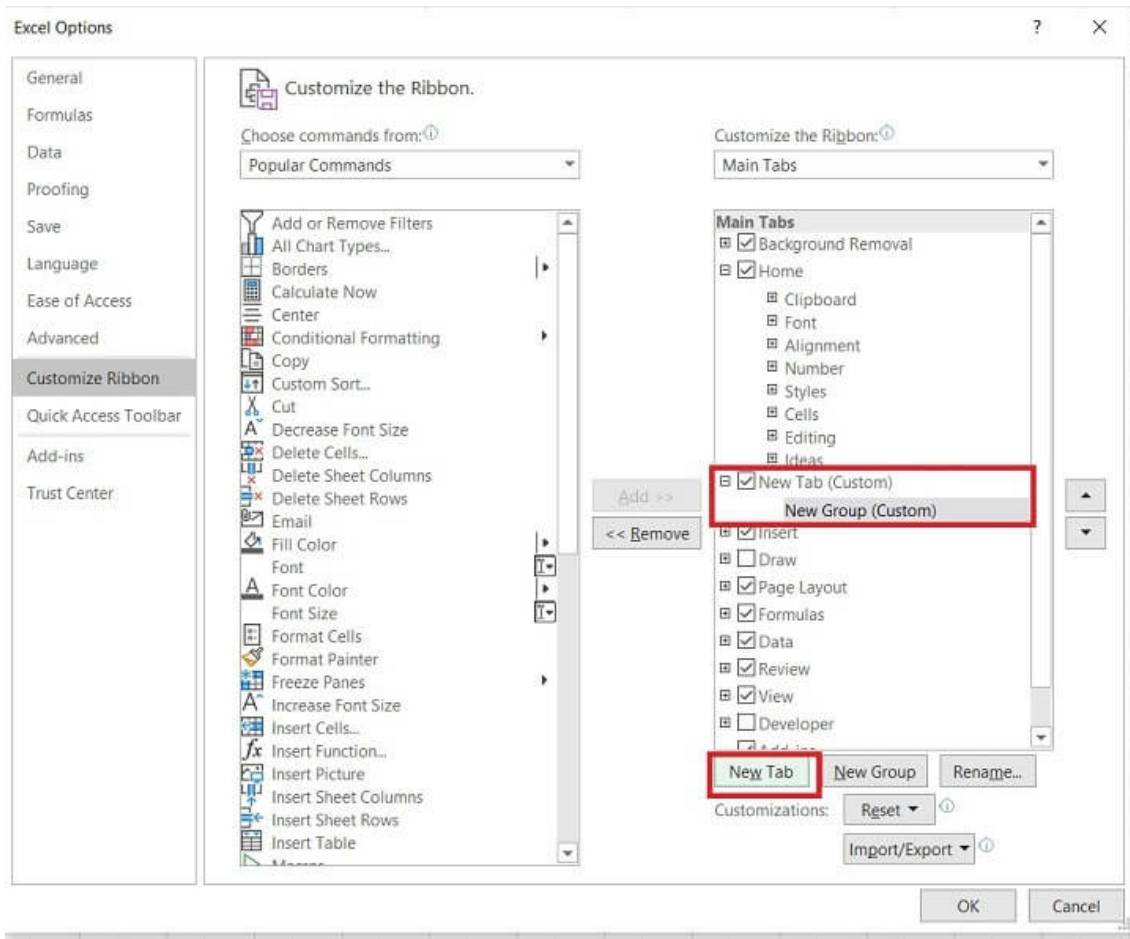 Excel Options
?
General
Formulas
Data
Proofing
Save
Language
Ease of Access
Advanced
Customize Ribbon
Quick Access Toolbar
Add-ins
Trust Center
Customize the Ribbon.
Choose commands from:
Popular Commands
Add or Remove Filters
All Chart Types...
Borders
Calculate Now
Center
Conditional Formatting
Copy
Custom Sort...
Cut
Decrease Font Size
Delete Cells...
Delete Sheet Columns
Delete Sheet Rows
Email
Fill Color
Font
Font Color
Font Size
Format Cells
Format Painter
Freeze Panes
Increase Font Size
Insert Cells...
Insert Function...
Insert Picture
Insert Sheet Columns
Insert Sheet Rows
Insert Table
Macros
Add >>
<< Remove
Customize the Ribbon:
Main Tabs
Main Tabs
Background Removal
Home
Clipboard
Font
Alignment
Number
Styles
Cells
Editing
Ideas
New Tab (Custom)
New Group (Custom)
Insert
Draw
Page Layout
Formulas
Data
Review
View
Developer
Add-ins
New Tab
New Group
Rename...
Customizations:
Reset
Import/Export
OK
Cancel